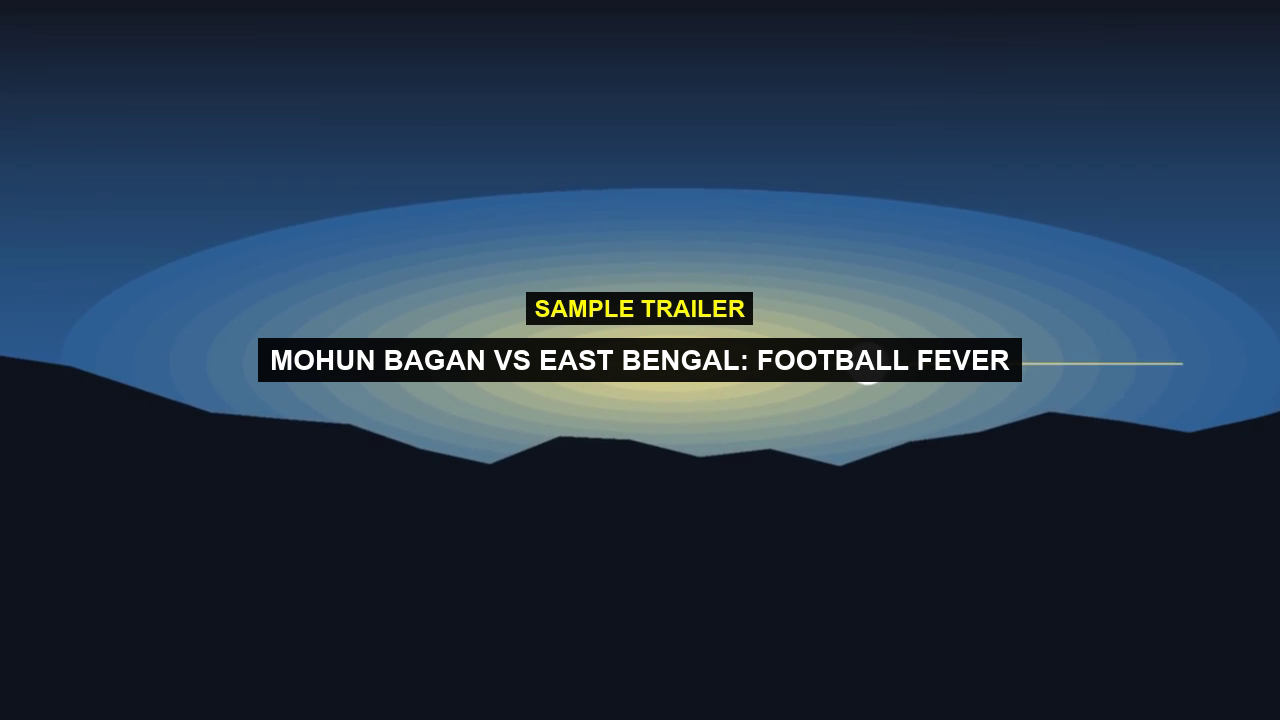 SAMPLE TRAILER
MOHUN BAGAN VS EAST BENGAL: FOOTBALL FEVER